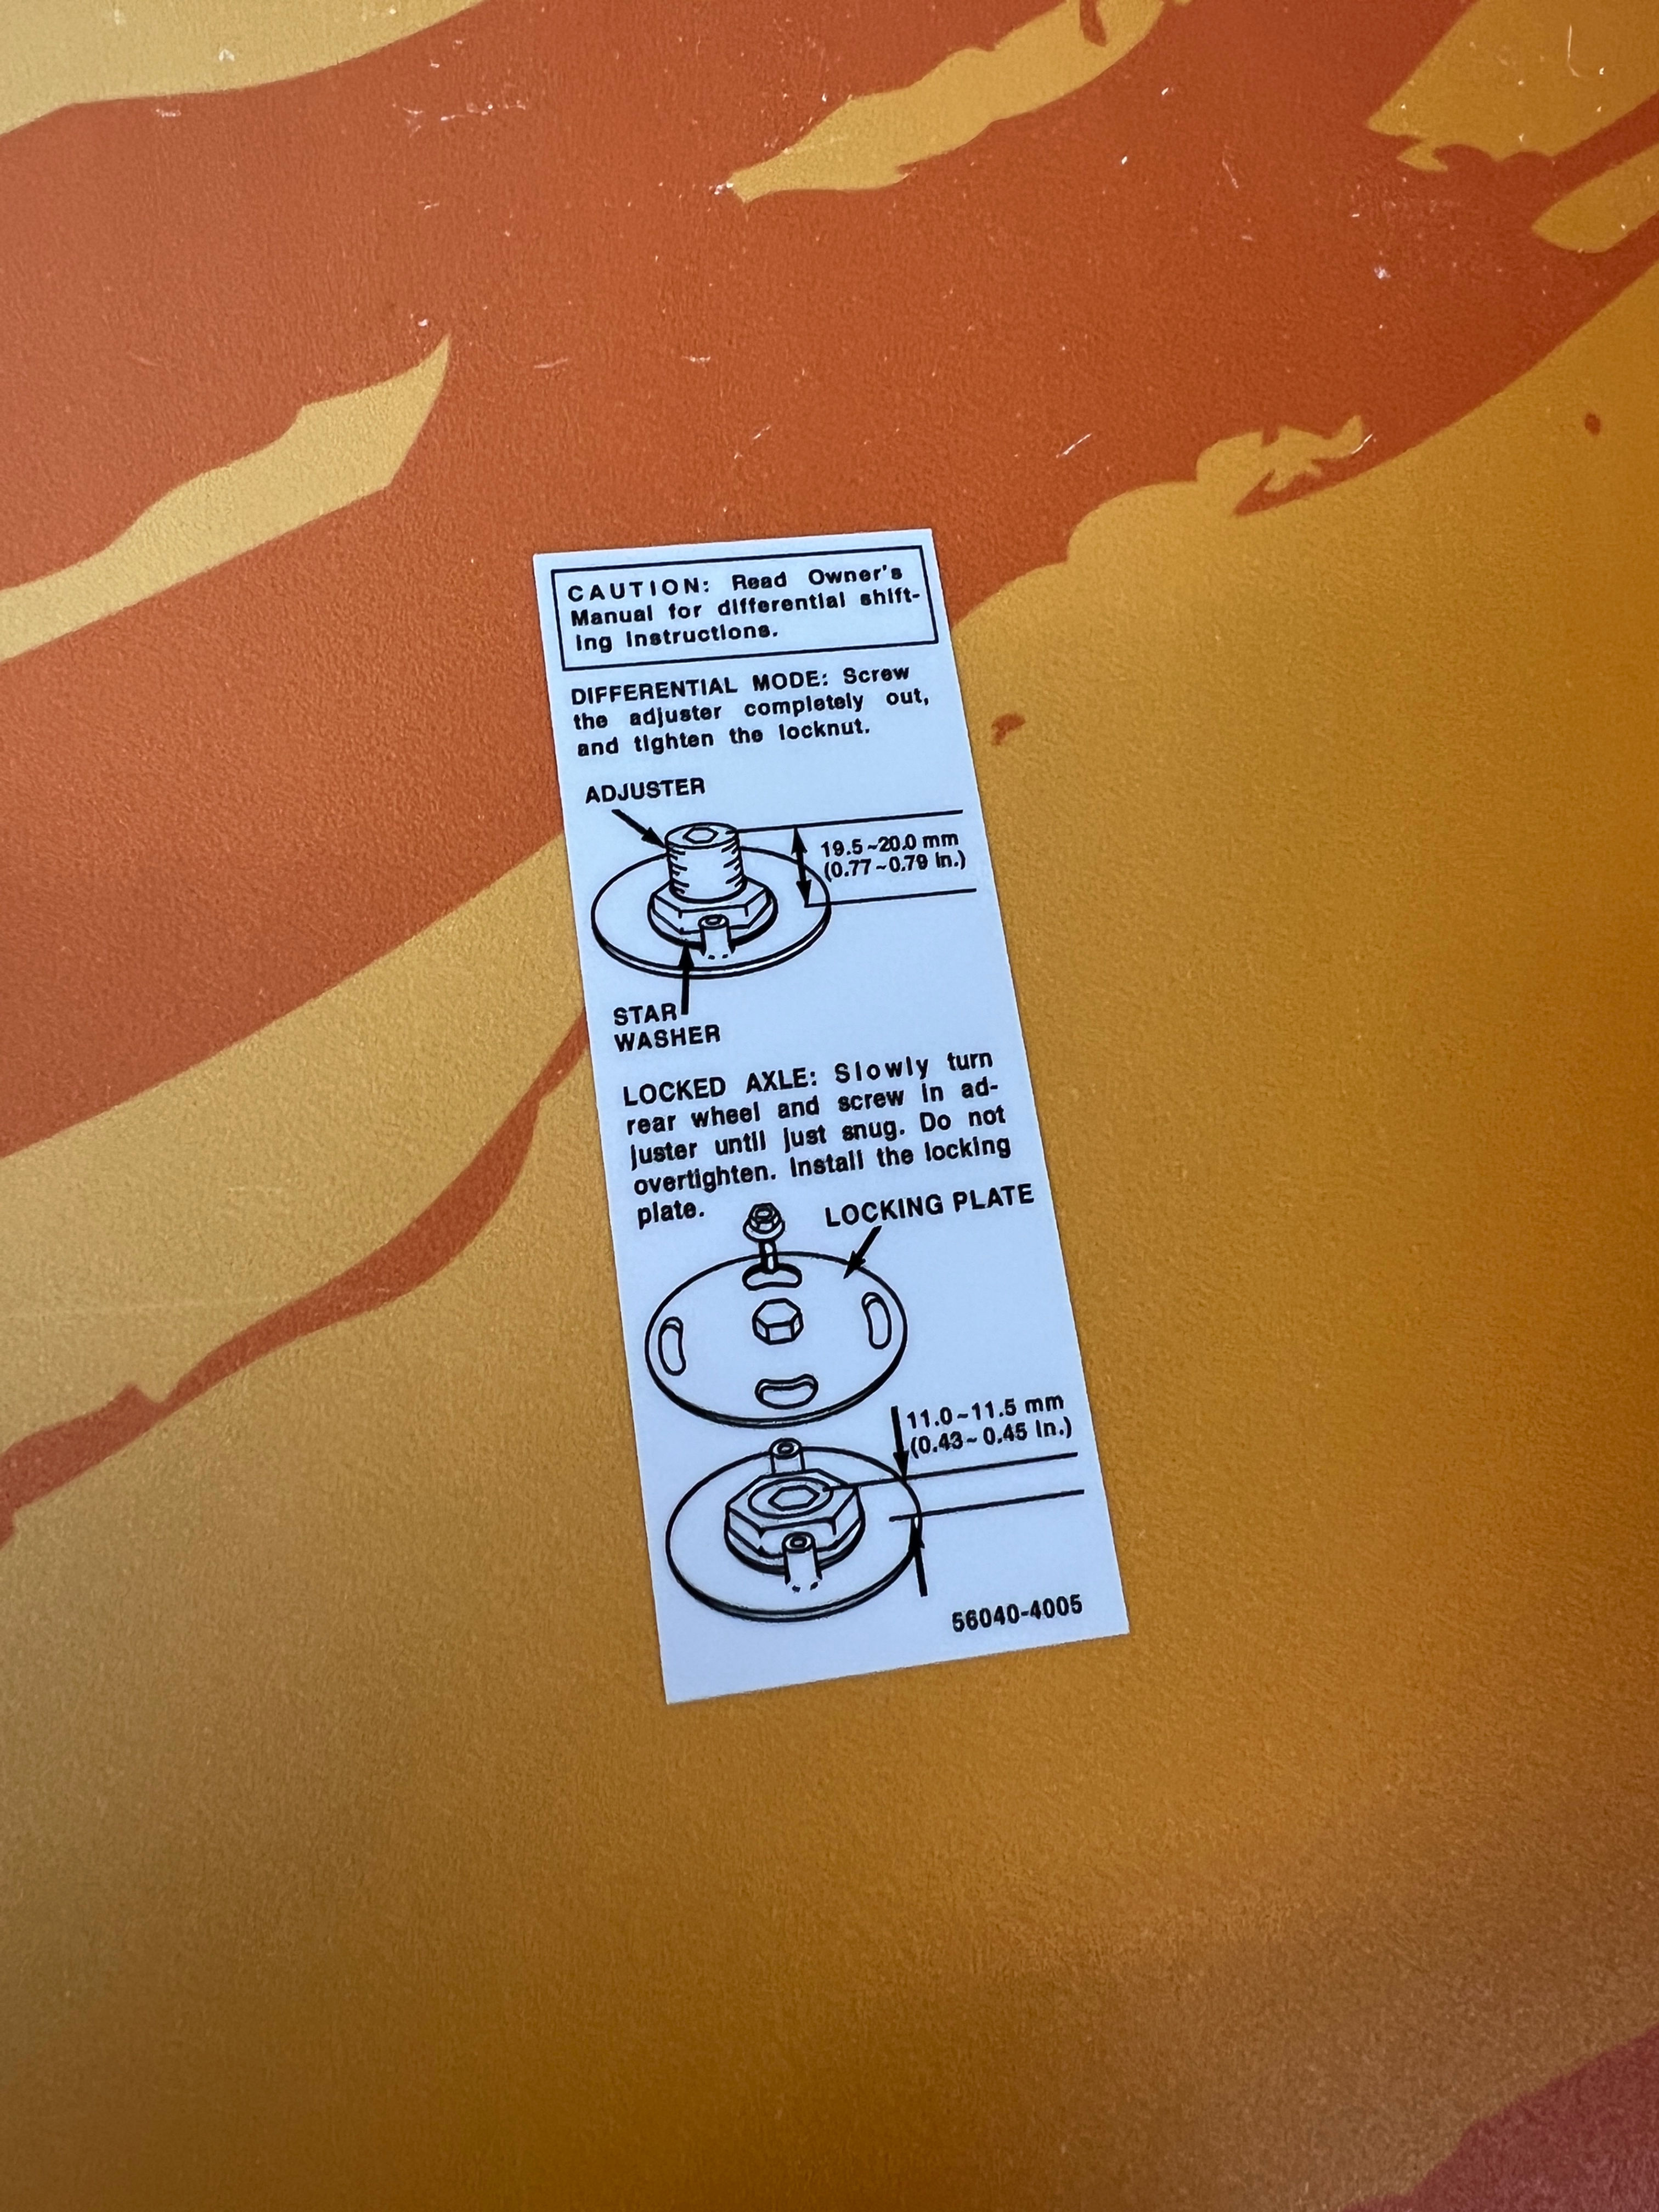 CAUTION: Read Owner's
Manual for differential shift-
ing instructions.
DIFFERENTIAL MODE: Screw
the adjuster completely out,
and tighten the locknut.
ADJUSTER
19.5~20.0 mm
(0.77~0.79 in.)
STAR
WASHER
LOCKED AXLE: Slowly turn
rear wheel and screw in ad-
juster until just snug. Do not
overtighten. Install the locking
plate.
LOCKING PLATE
11.0~11.5 mm
(0.43~0.45 in.)
56040-4005